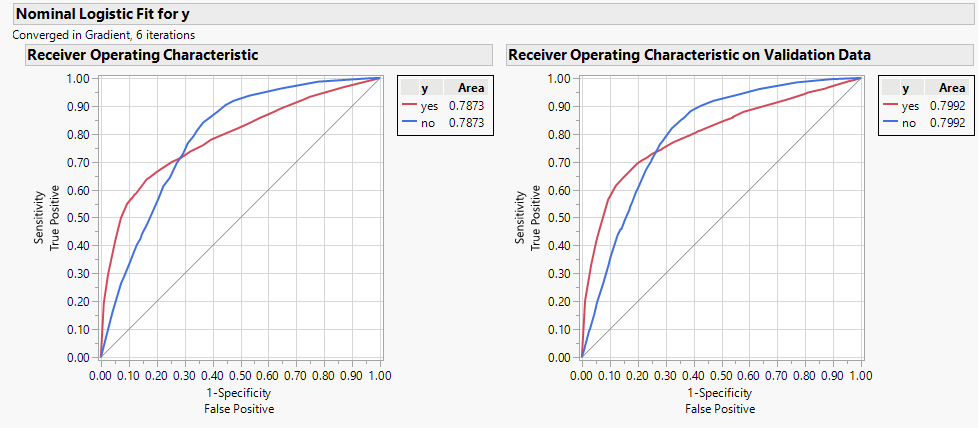 Nominal Logistic Fit for y
Converged in Gradient, 6 iterations
Receiver Operating Characteristic
1.00
0.90
0.80
0.70
0.60
0.50
0.40
0.30
0.20
0.10
0.00
Sensitivity
True Positive
0.00 0.10 0.20 0.30 0.40 0.50 0.60 0.70 0.80 0.90 1.00
1-Specificity
False Positive
y Area
yes 0.7873
no 0.7873
Receiver Operating Characteristic on Validation Data
1.00
0.90
0.80
0.70
0.60
0.50
0.40
0.30
0.20
0.10
0.00
Sensitivity
True Positive
0.00 0.10 0.20 0.30 0.40 0.50 0.60 0.70 0.80 0.90 1.00
1-Specificity
False Positive
y Area
yes 0.7992
no 0.7992